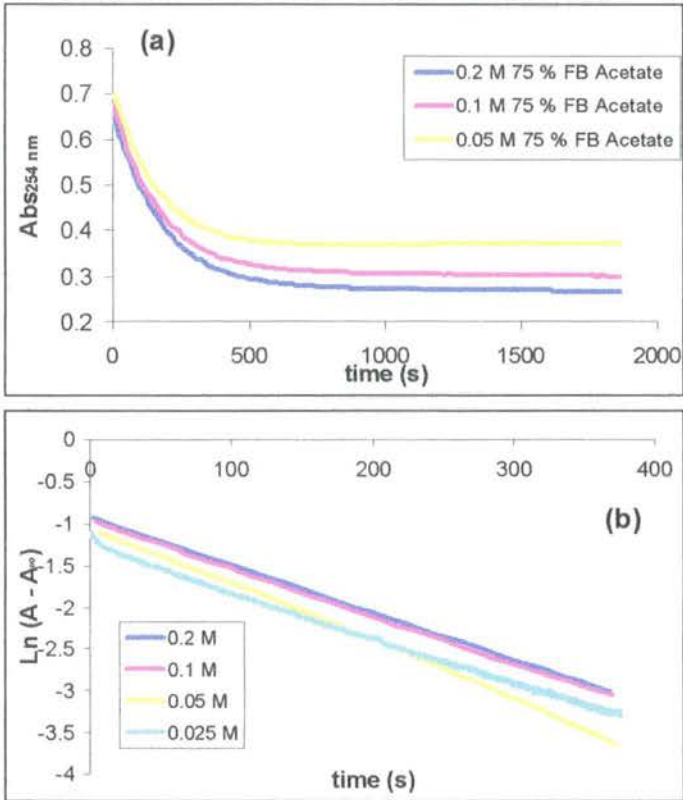 (a)
0.8
0.7
0.6
0.5
0.4
0.3
0.2
Abs254 nm
0.2 M 75 % FB Acetate
0.1 M 75 % FB Acetate
0.05 M 75 % FB Acetate
0 500 1000 1500 2000
time (s)
0
-0.5
-1
-1.5
-2
-2.5
-3
-3.5
-4
0 100 200 300 400
(b)
Ln (A - A∞)
0.2 M
0.1 M
0.05 M
0.025 M
time (s)